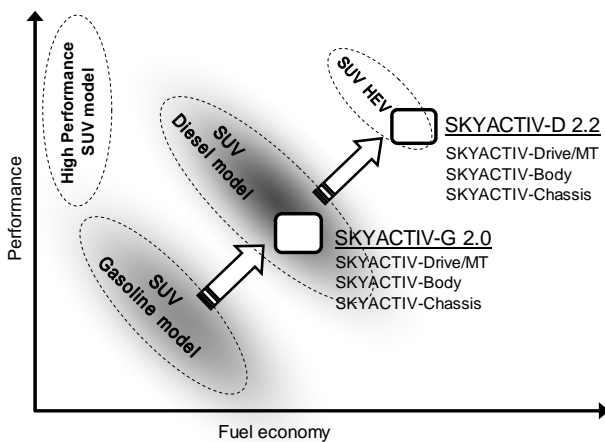 High Performance
SUV model
SUV HEV
SKYACTIV-D 2.2
SKYACTIV-Drive/MT
SKYACTIV-Body
SKYACTIV-Chassis
SUV
Diesel model
SKYACTIV-G 2.0
SKYACTIV-Drive/MT
SKYACTIV-Body
SKYACTIV-Chassis
SUV
Gasoline model
Performance
Fuel economy